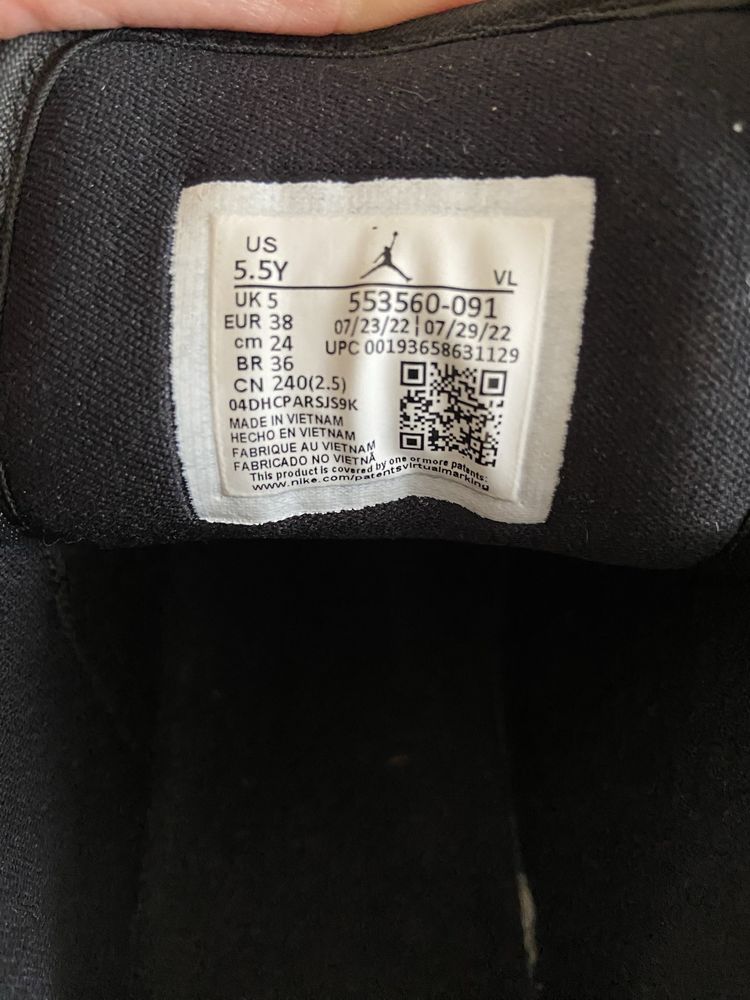 US
5.5Y
VL
UK 5
EUR 38
cm 24
BR 36
CN 240(2.5)
553560-091
07/23/22 | 07/29/22
UPC 00193658631129
04DHCPARSJS9K
MADE IN VIETNAM
HECHO EN VIETNAM
FABRIQUE AU VIETNAM
FABRICADO NO VIETNÃ
This product is covered by one or more patents:
www.nike.com/patentsvirtualmarking